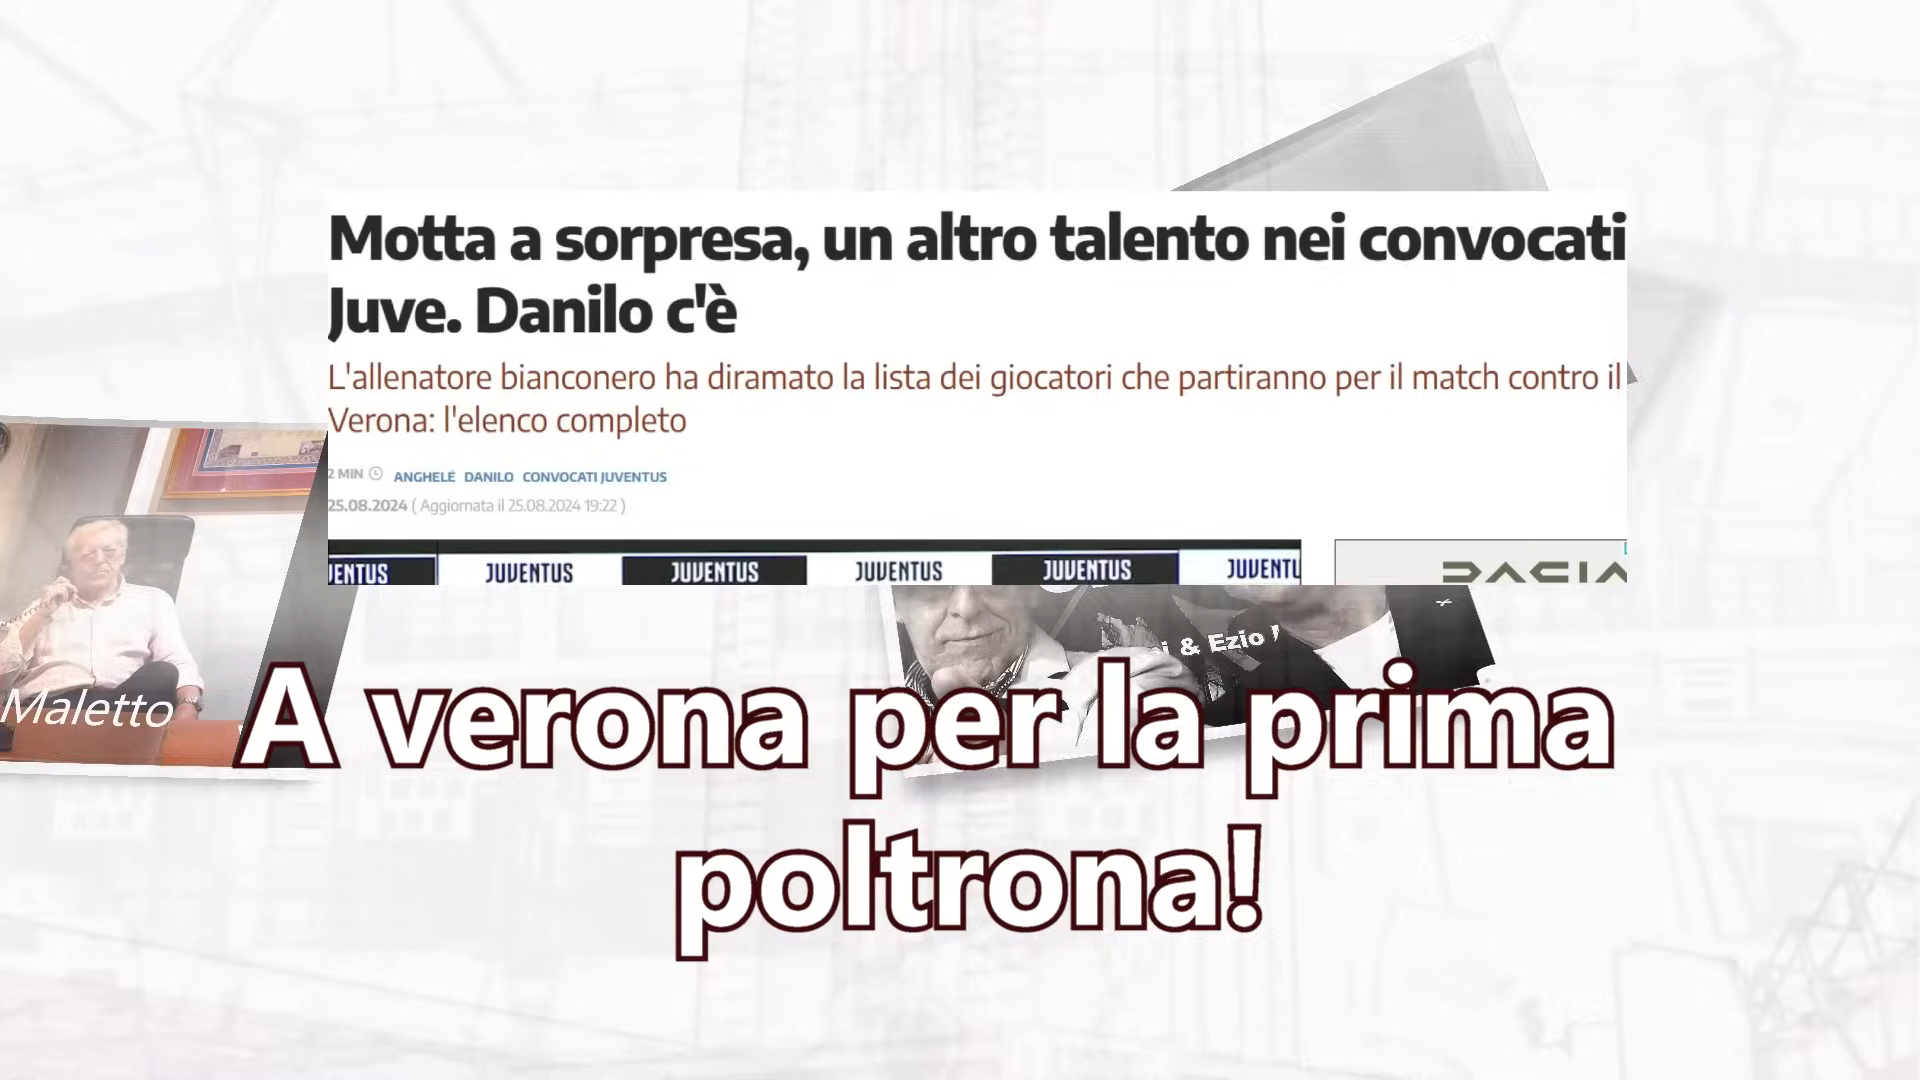 Motta a sorpresa, un altro talento nei convocati
Juve. Danilo c'è
L'allenatore bianconero ha diramato la lista dei giocatori che partiranno per il match contro il
Verona: l'elenco completo
2 MIN ANGHELÈ DANILO CONVOCATI JUVENTUS
25.08.2024 ( Aggiornata il 25.08.2024 19:22 )
JUVENTUS JUVENTUS JUVENTUS JUVENTUS
DACIA
& Ezio
Maletto
A verona per la prima
poltrona!